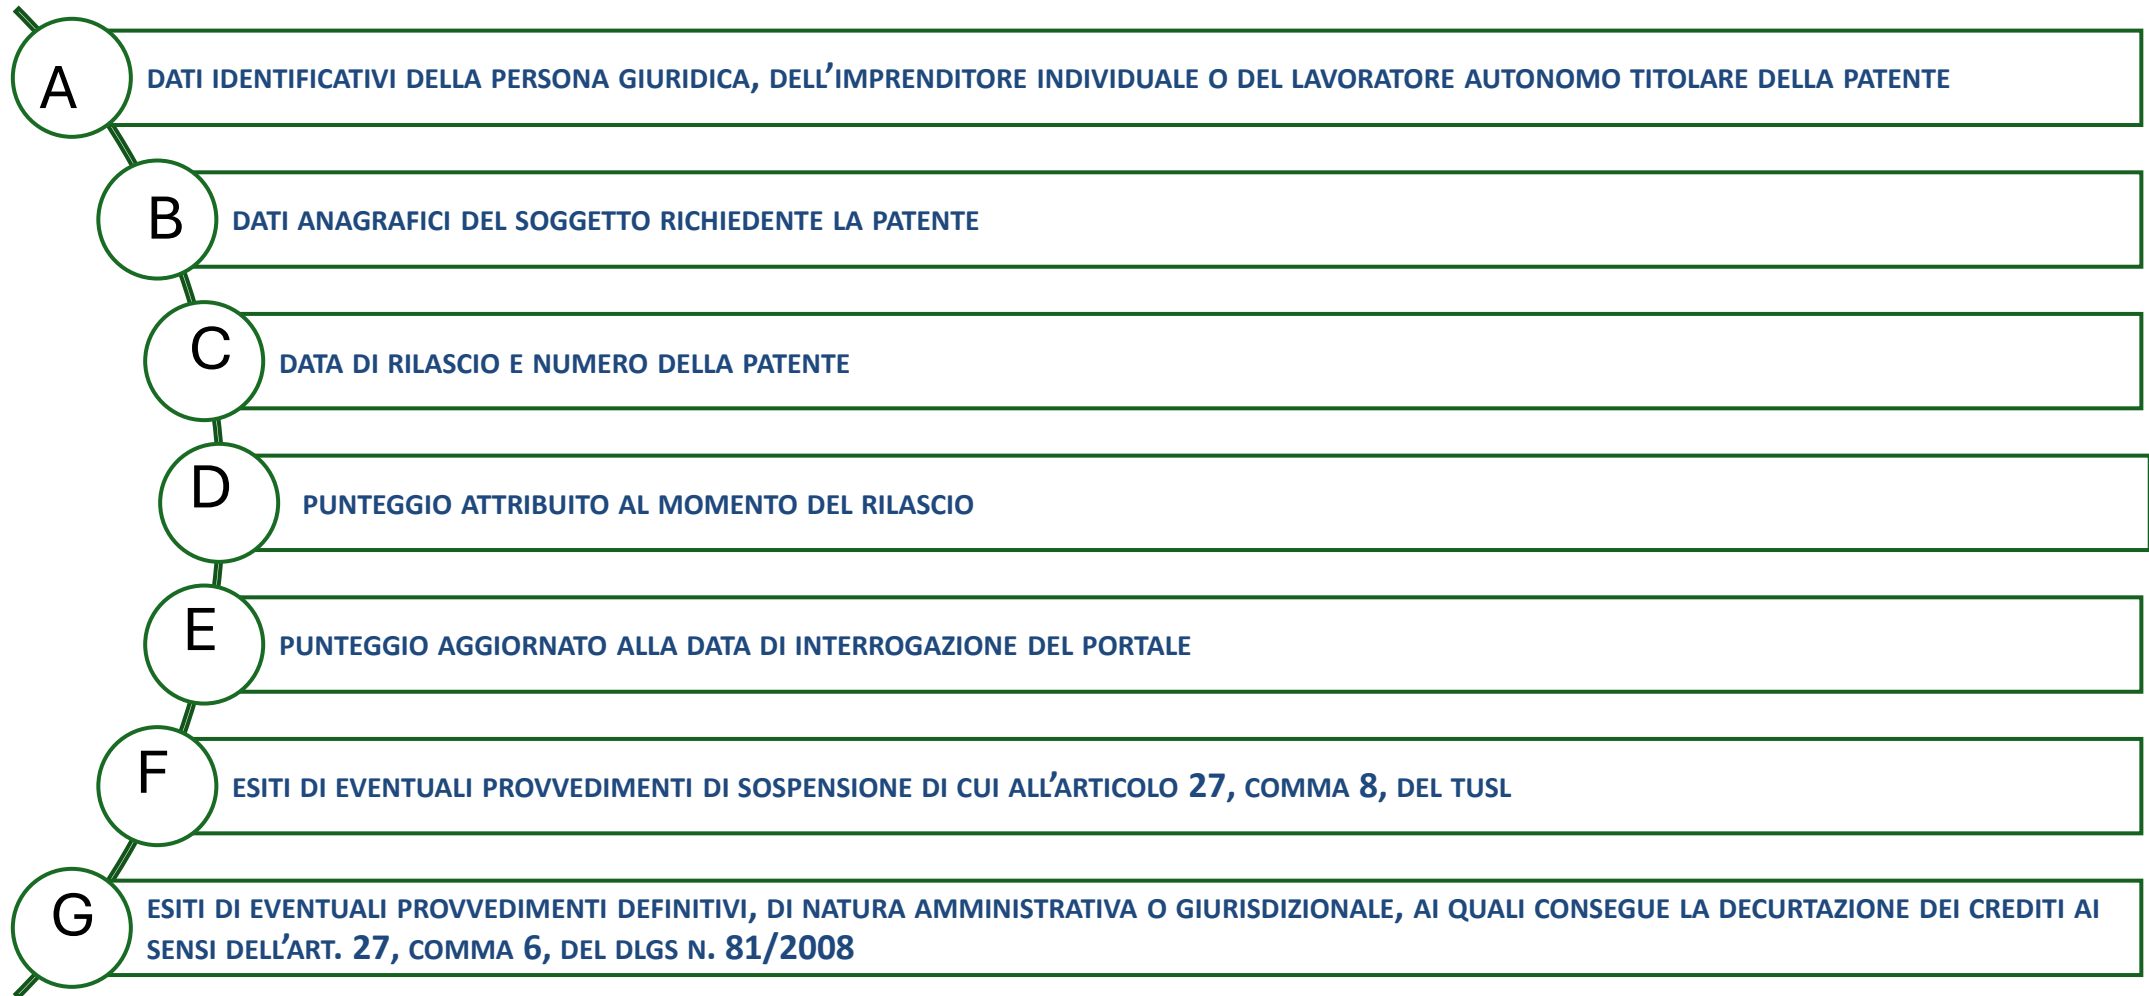 A
DATI IDENTIFICATIVI DELLA PERSONA GIURIDICA, DELL'IMPRENDITORE INDIVIDUALE O DEL LAVORATORE AUTONOMO TITOLARE DELLA PATENTE
B
DATI ANAGRAFICI DEL SOGGETTO RICHIEDENTE LA PATENTE
C
DATA DI RILASCIO E NUMERO DELLA PATENTE
D
PUNTEGGIO ATTRIBUITO AL MOMENTO DEL RILASCIO
E
PUNTEGGIO AGGIORNATO ALLA DATA DI INTERROGAZIONE DEL PORTALE
F
ESITI DI EVENTUALI PROVVEDIMENTI DI SOSPENSIONE DI CUI ALL'ARTICOLO 27, COMMA 8, DEL TUSL
G
ESITI DI EVENTUALI PROVVEDIMENTI DEFINITIVI, DI NATURA AMMINISTRATIVA O GIURISDIZIONALE, AI QUALI CONSEGUE LA DECURTAZIONE DEI CREDITI AI
SENSI DELL'ART. 27, COMMA 6, DEL DLGS N. 81/2008